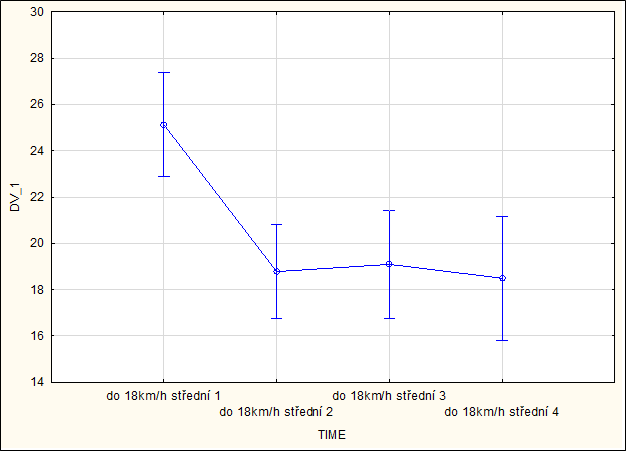 30
28
26
24
22
20
18
16
14
DV_1
do 18km/h střední 1
do 18km/h střední 3
do 18km/h střední 2
do 18km/h střední 4
TIME